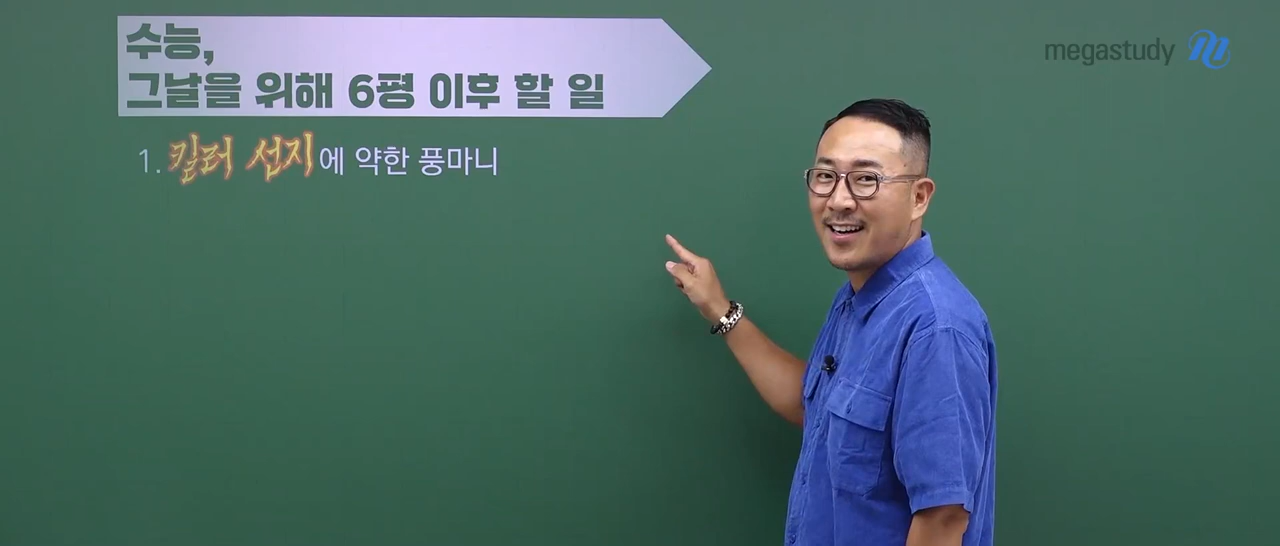 수능,
그날을 위해 6평 이후 할 일
megastudy
1. 킬러 선지에 약한 풍마니